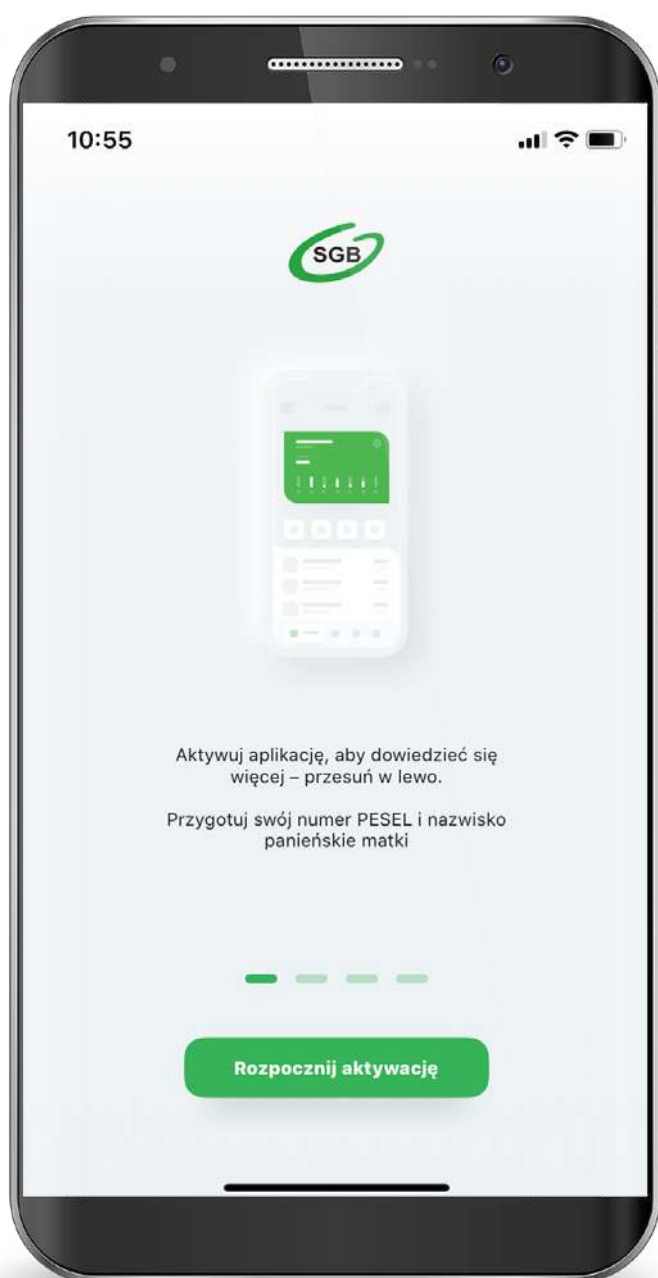 10:55
SGB
Aktywuj aplikację, aby dowiedzieć się
więcej – przesuń w lewo.
Przygotuj swój numer PESEL i nazwisko
panieńskie matki
Rozpocznij aktywację